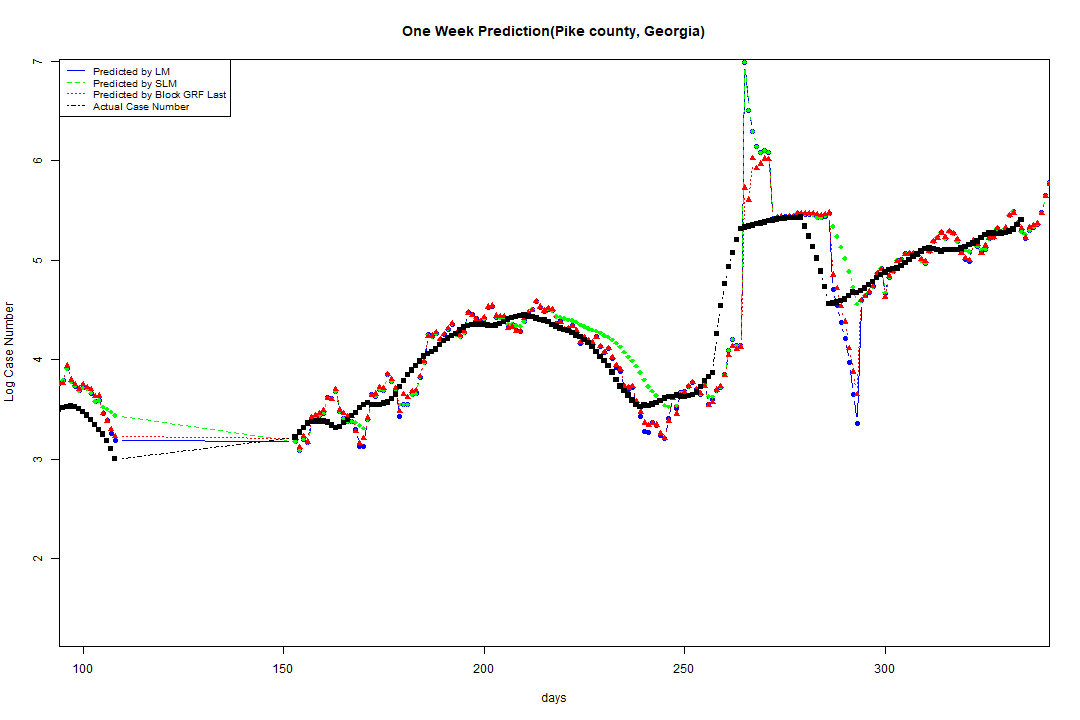 One Week Prediction(Pike county, Georgia)
Predicted by LM
Predicted by SLM
Predicted by Block GRF Last
Actual Case Number
7
6
5
4
3
2
Log Case Number
100 150 200 250 300
days